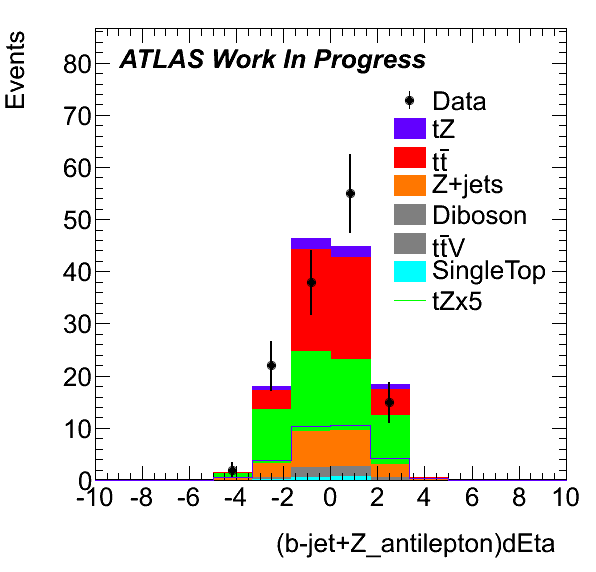 Events
ATLAS Work In Progress
Data
tZ
tt̄
Z+jets
Diboson
tt̄V
SingleTop
tZx5
80
70
60
50
40
30
20
10
0
-10 -8 -6 -4 -2 0 2 4 6 8 10
(b-jet+Z_antilepton)dEta